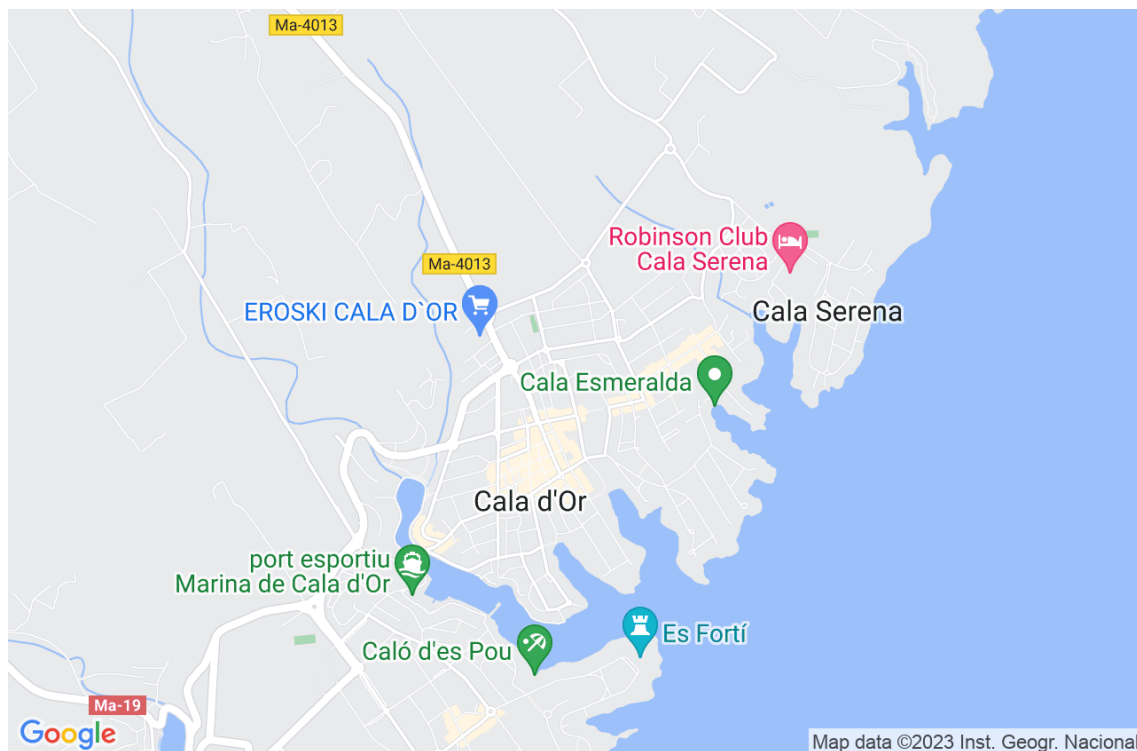 Ma-4013
Robinson Club
Cala Serena
Ma-4013
EROSKI CALA D`OR
Cala Serena
Cala Esmeralda
Cala d'Or
port esportiu
Marina de Cala d'Or
Es Fortí
Caló d'es Pou
Ma-19
Google
Map data ©2023 Inst. Geogr. Nacional